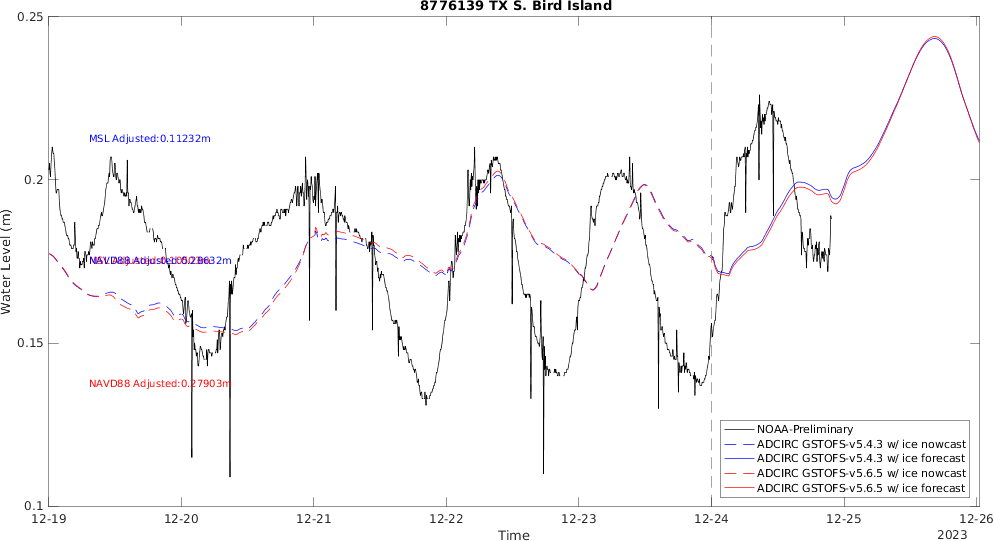 8776139 TX S. Bird Island
Water Level (m)
0.25
0.2
0.15
0.1
MSL Adjusted:0.11232m
NAVD88 Adjusted:0.27903m
NOAA-Preliminary
ADCIRC GSTOFS-v5.4.3 w/ ice nowcast
ADCIRC GSTOFS-v5.4.3 w/ ice forecast
ADCIRC GSTOFS-v5.6.5 w/ ice nowcast
ADCIRC GSTOFS-v5.6.5 w/ ice forecast
12-19 12-20 12-21 12-22 12-23 12-24 12-25 12-26
Time
2023